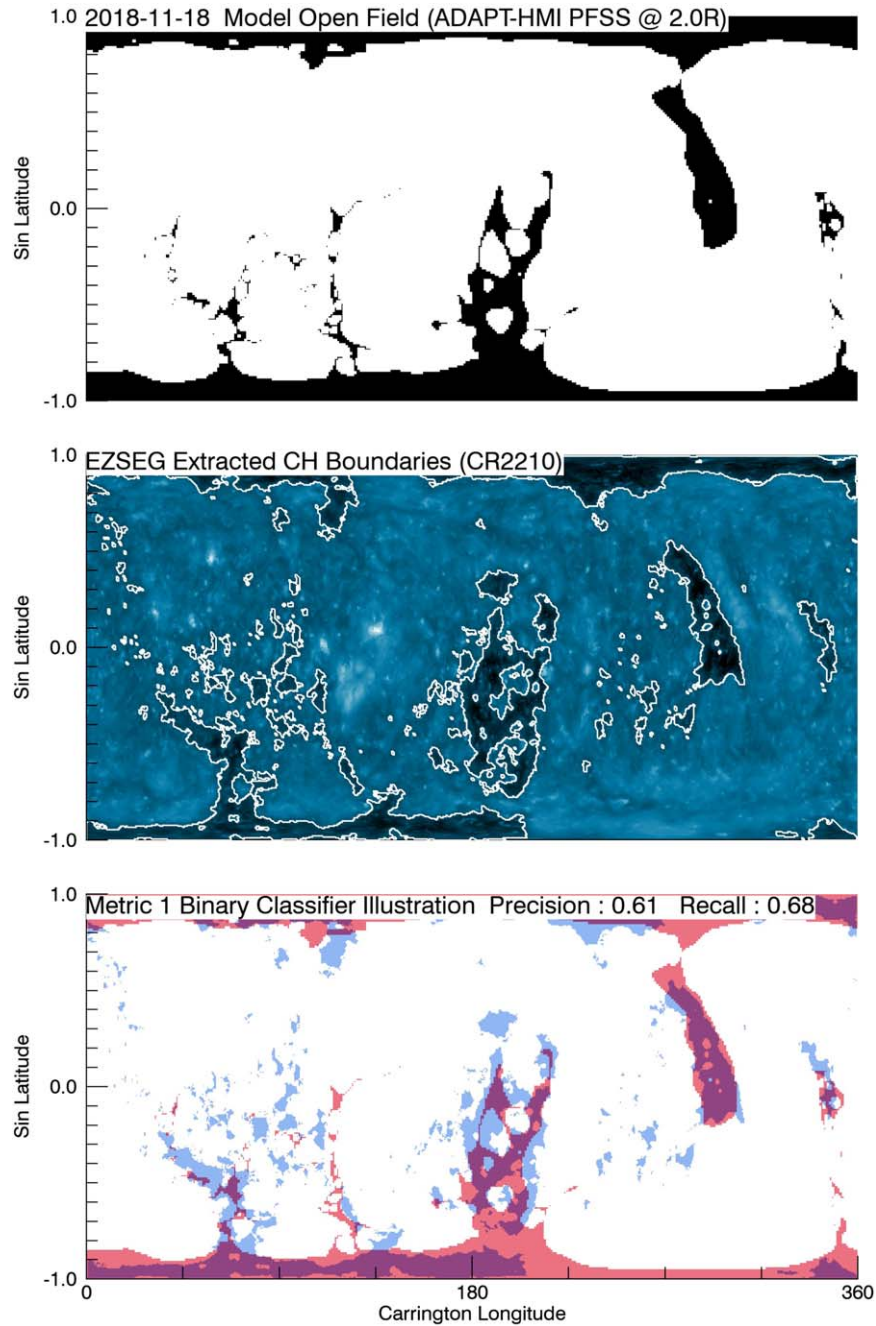 2018-11-18 Model Open Field (ADAPT-HMI PFSS @ 2.0R)
1.0
0.0
-1.0
Sin Latitude
EZSEG Extracted CH Boundaries (CR2210)
1.0
0.0
-1.0
Sin Latitude
Metric 1 Binary Classifier Illustration Precision : 0.61 Recall : 0.68
1.0
0.0
-1.0
Sin Latitude
0 180 360
Carrington Longitude